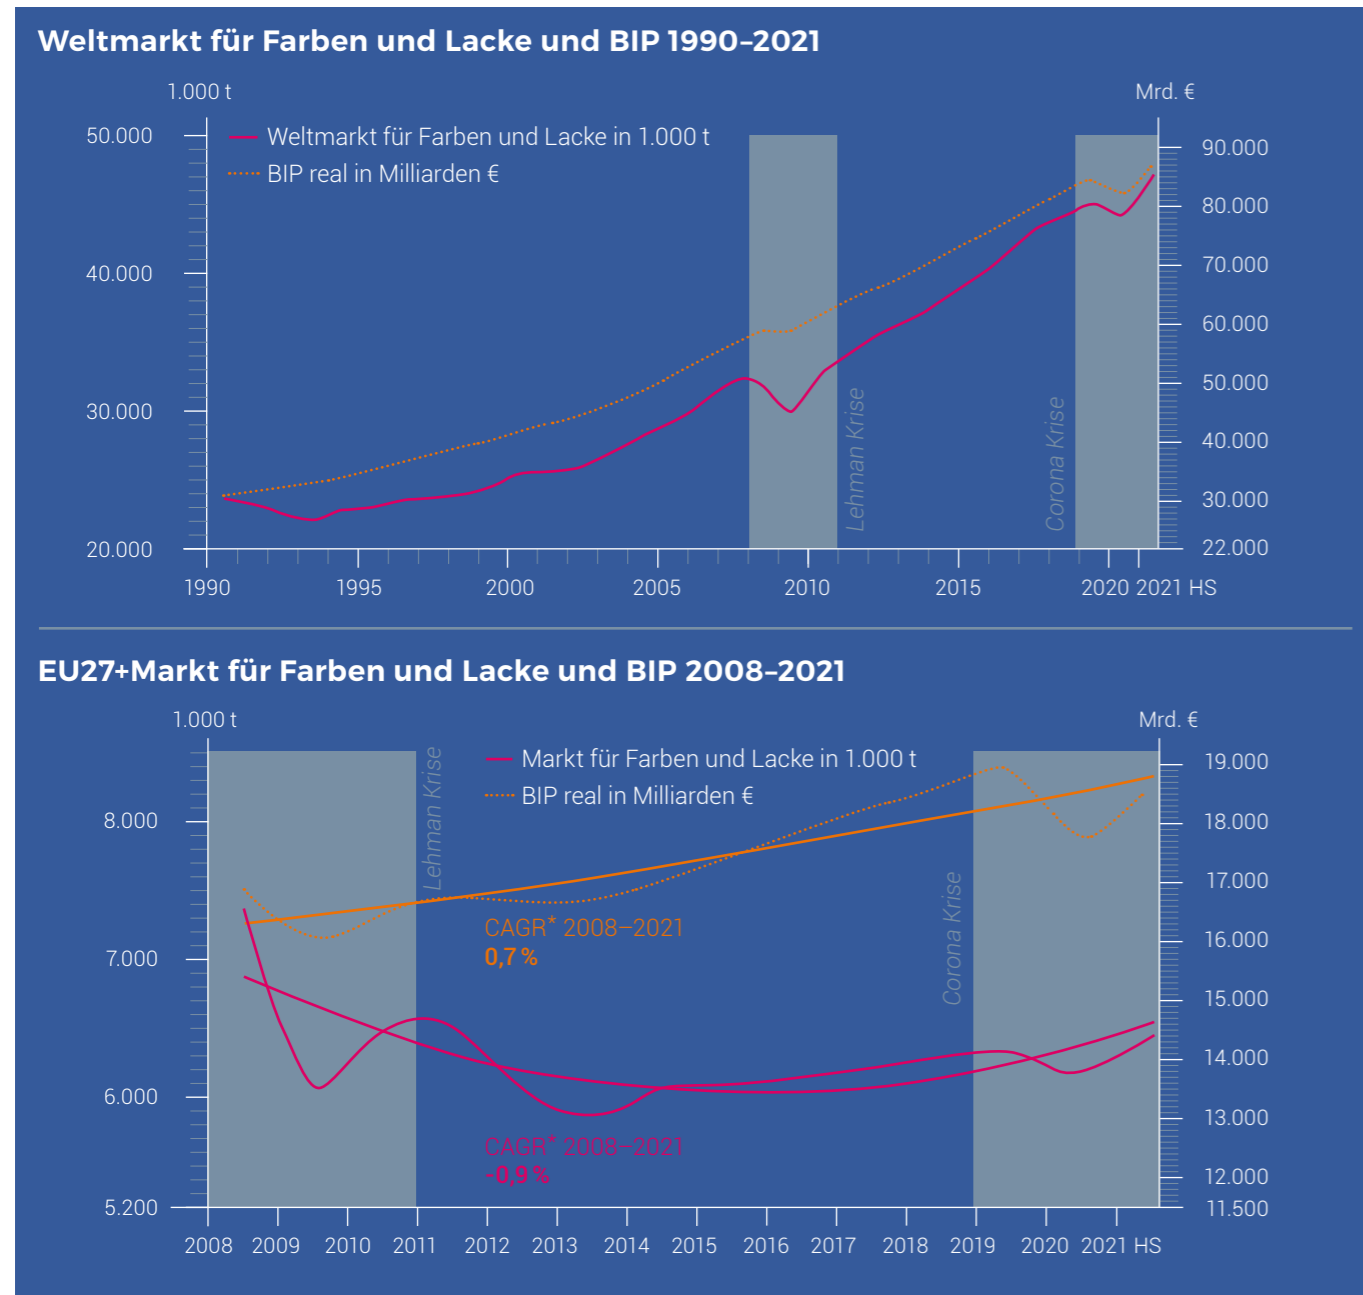 Weltmarkt für Farben und Lacke und BIP 1990–2021
1.000 t
Mrd. €
Weltmarkt für Farben und Lacke in 1.000 t
BIP real in Milliarden €
50.000
40.000
30.000
20.000
90.000
80.000
70.000
60.000
50.000
40.000
30.000
22.000
Lehman Krise
Corona Krise
1990 1995 2000 2005 2010 2015 2020 2021 HS
EU27+Markt für Farben und Lacke und BIP 2008–2021
1.000 t
Mrd. €
Markt für Farben und Lacke in 1.000 t
BIP real in Milliarden €
8.000
7.000
6.000
5.200
19.000
18.000
17.000
16.000
15.000
14.000
13.000
12.000
11.500
Lehman Krise
Corona Krise
CAGR* 2008–2021
0,7 %
CAGR* 2008–2021
-0,9 %
2008 2009 2010 2011 2012 2013 2014 2015 2016 2017 2018 2019 2020 2021 HS